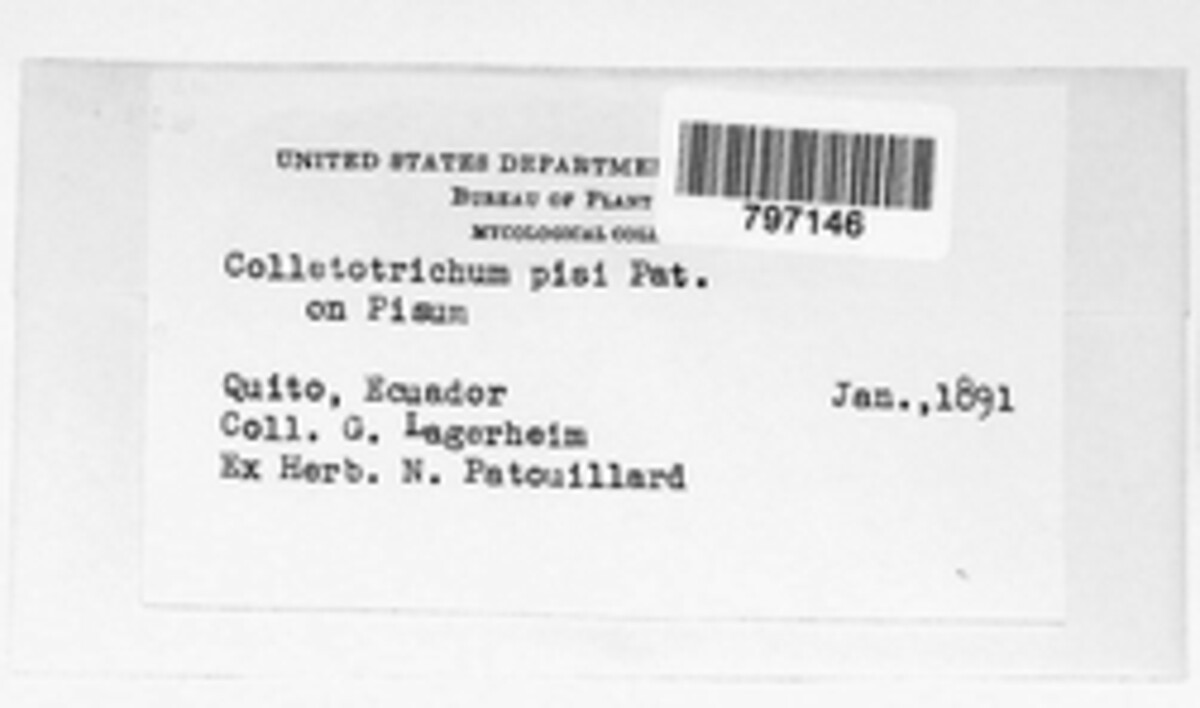 UNITED STATES DEPARTME
BUREAU OF PLANT
MYCOLOGICAL COLL
797146
Colletotrichum pisi Pat.
on Pisum
Quito, Ecuador Jan.,1891
Coll. G. Lagerheim
Ex Herb. N. Patouillard